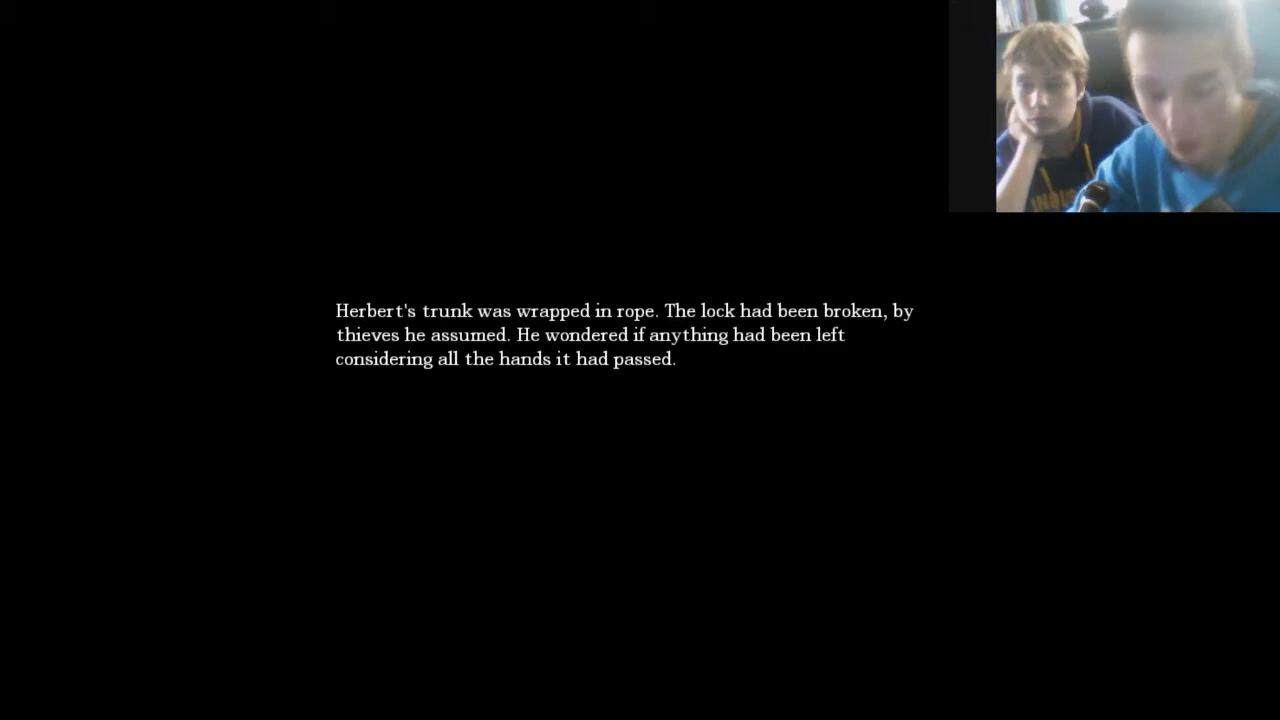 Herbert's trunk was wrapped in rope. The lock had been broken, by
thieves he assumed. He wondered if anything had been left
considering all the hands it had passed.